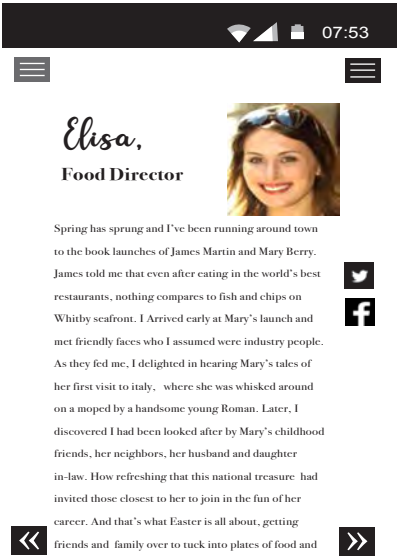 07:53
Elisa,
Food Director
Spring has sprung and I've been running around town
to the book launches of James Martin and Mary Berry.
James told me that even after eating in the world's best
restaurants, nothing compares to fish and chips on
Whitby seafront. I Arrived early at Mary's launch and
met friendly faces who I assumed were industry people.
As they fed me, I delighted in hearing Mary's tales of
her first visit to italy, where she was whisked around
on a moped by a handsome young Roman. Later, I
discovered I had been looked after by Mary's childhood
friends, her neighbors, her husband and daughter
in-law. How refreshing that this national treasure had
invited those closest to her to join in the fun of her
career. And that's what Easter is all about, getting
friends and family over to tuck into plates of food and